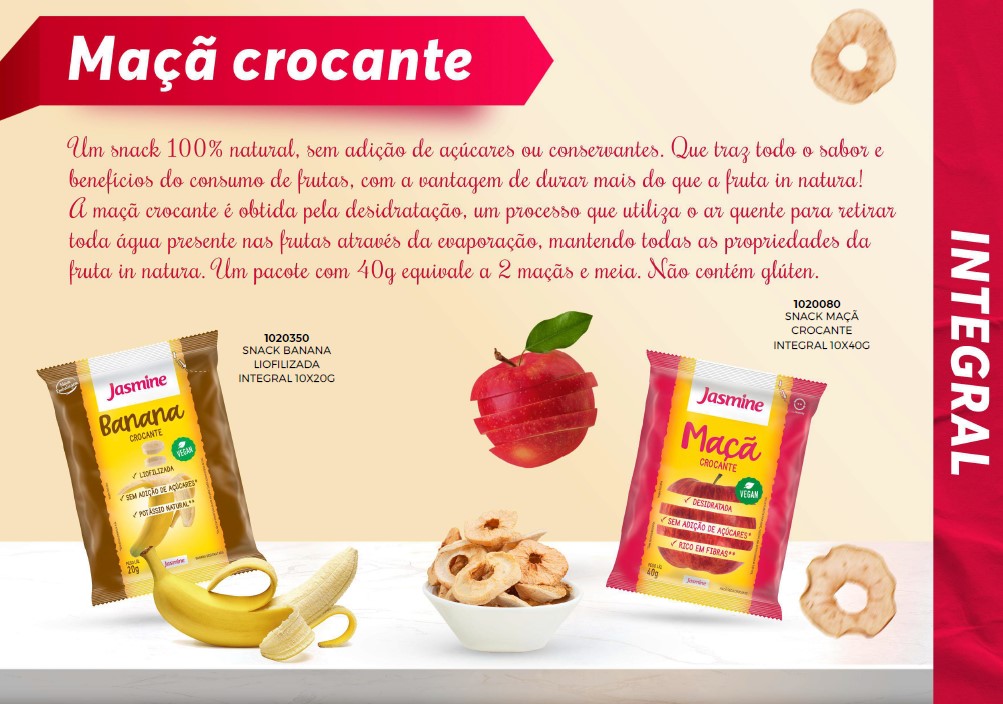 Maçã crocante
Um snack 100% natural, sem adição de açúcares ou conservantes. Que traz todo o sabor e
benefícios do consumo de frutas, com a vantagem de durar mais do que a fruta in natura!
A maçã crocante é obtida pela desidratação, um processo que utiliza o ar quente para retirar
toda água presente nas frutas através da evaporação, mantendo todas as propriedades da
fruta in natura. Um pacote com 40g equivale a 2 maçãs e meia. Não contém glúten.
INTEGRAL
1020350
SNACK BANANA
LIOFILIZADA
INTEGRAL 10X20G
1020080
SNACK MAÇÃ
CROCANTE
INTEGRAL 10X40G
Jasmine
Banana
CROCANTE
VEGAN
✓ LIOFILIZADA
✓ SEM ADIÇÃO DE AÇÚCARES*
✓ POTÁSSIO NATURAL**
20g
Jasmine
Jasmine
Maçã
CROCANTE
VEGAN
✓ DESIDRATADA
✓ SEM ADIÇÃO DE AÇÚCARES*
✓ RICO EM FIBRAS**
40g
Jasmine